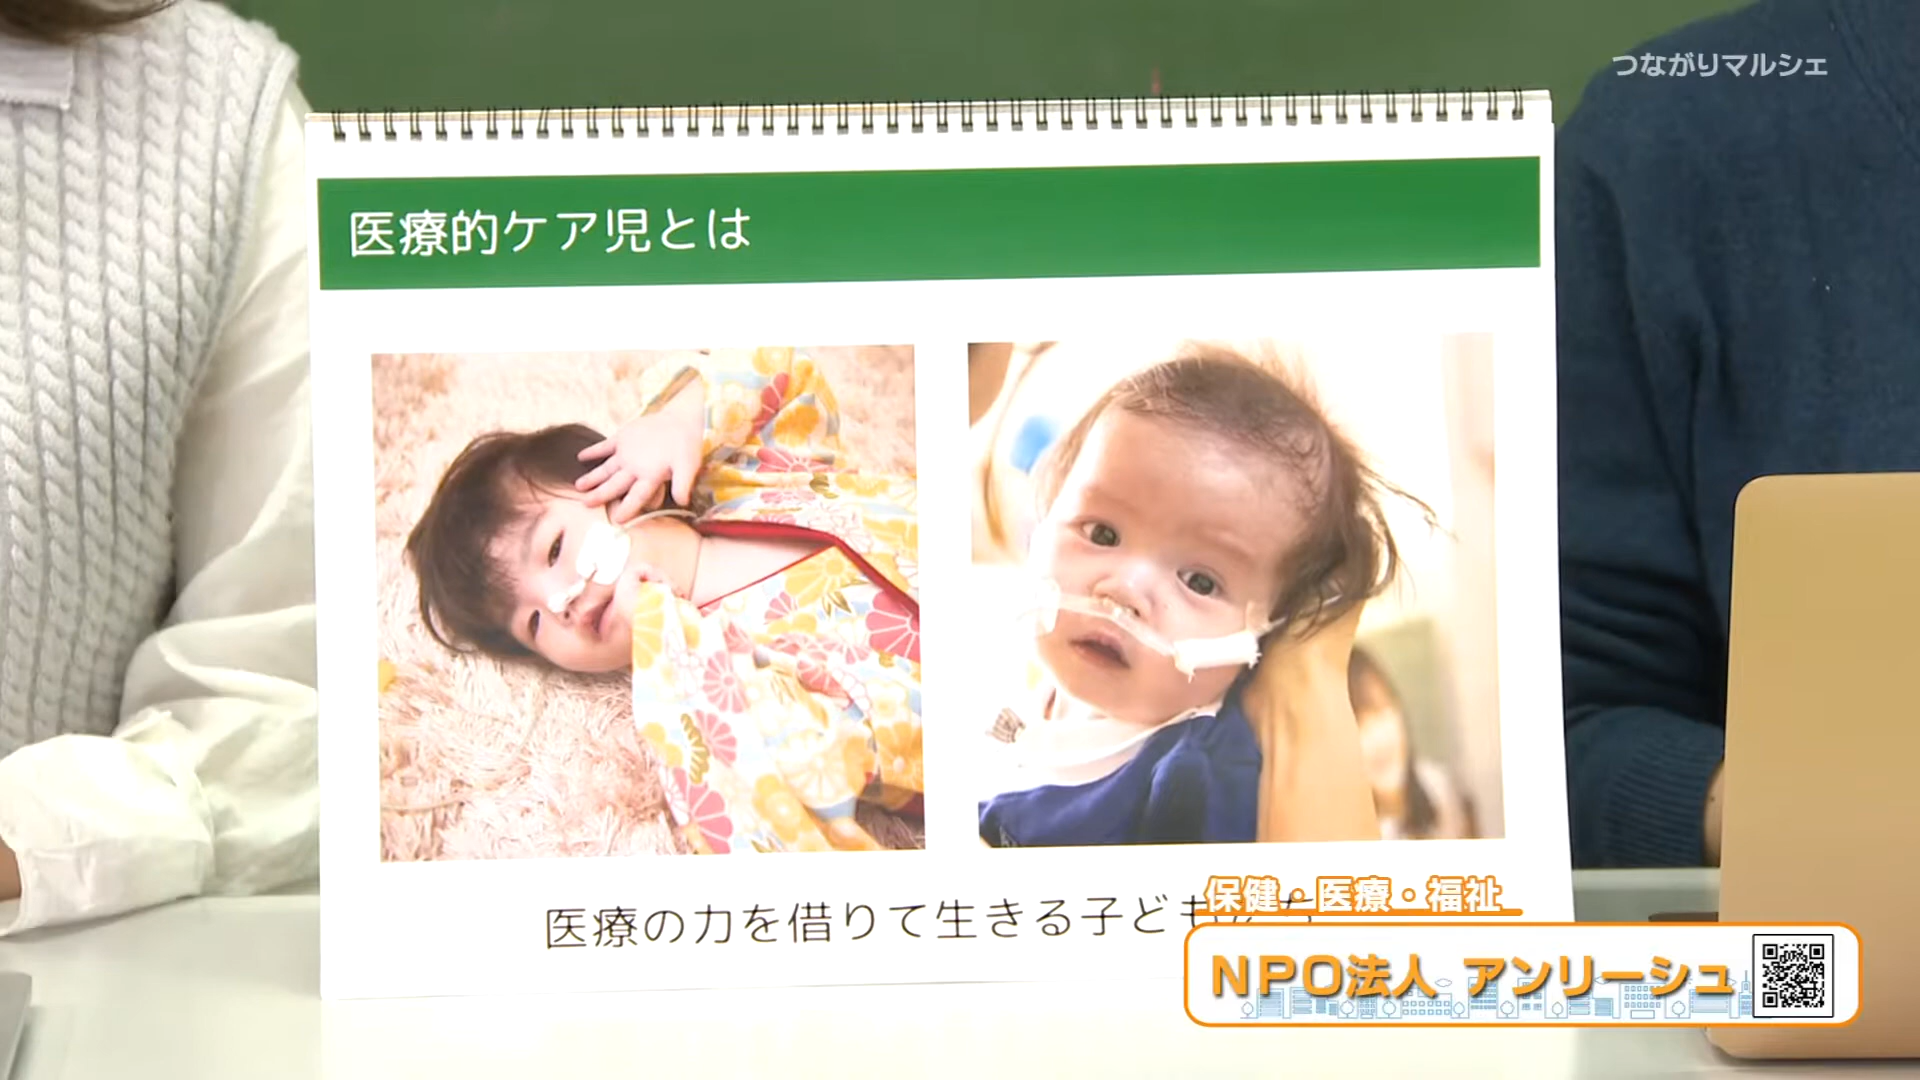 つながりマルシェ
医療的ケア児とは
医療の力を借りて生きる子ども
保健・医療・福祉
NPO法人 アンリーシュ